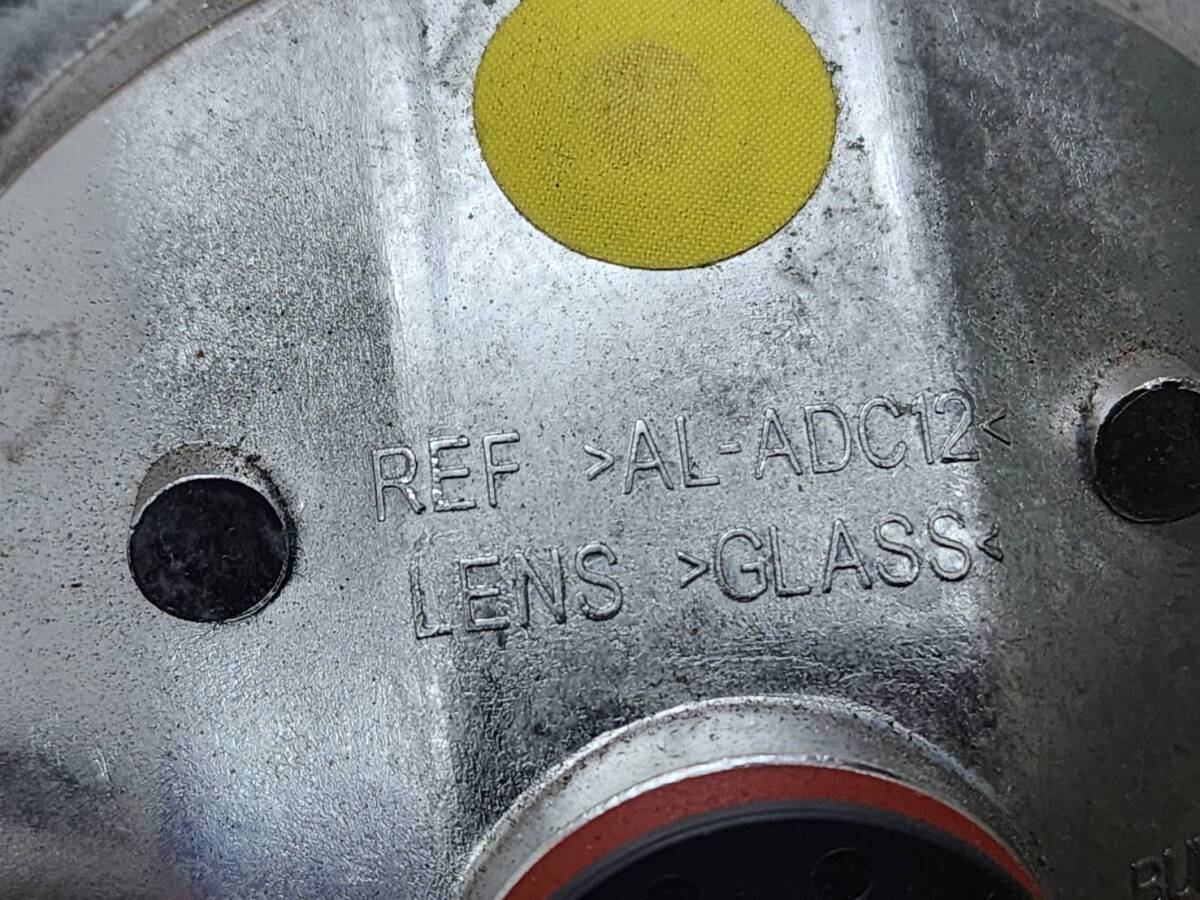 REF >AL-ADC12<
LENS >GLASS<